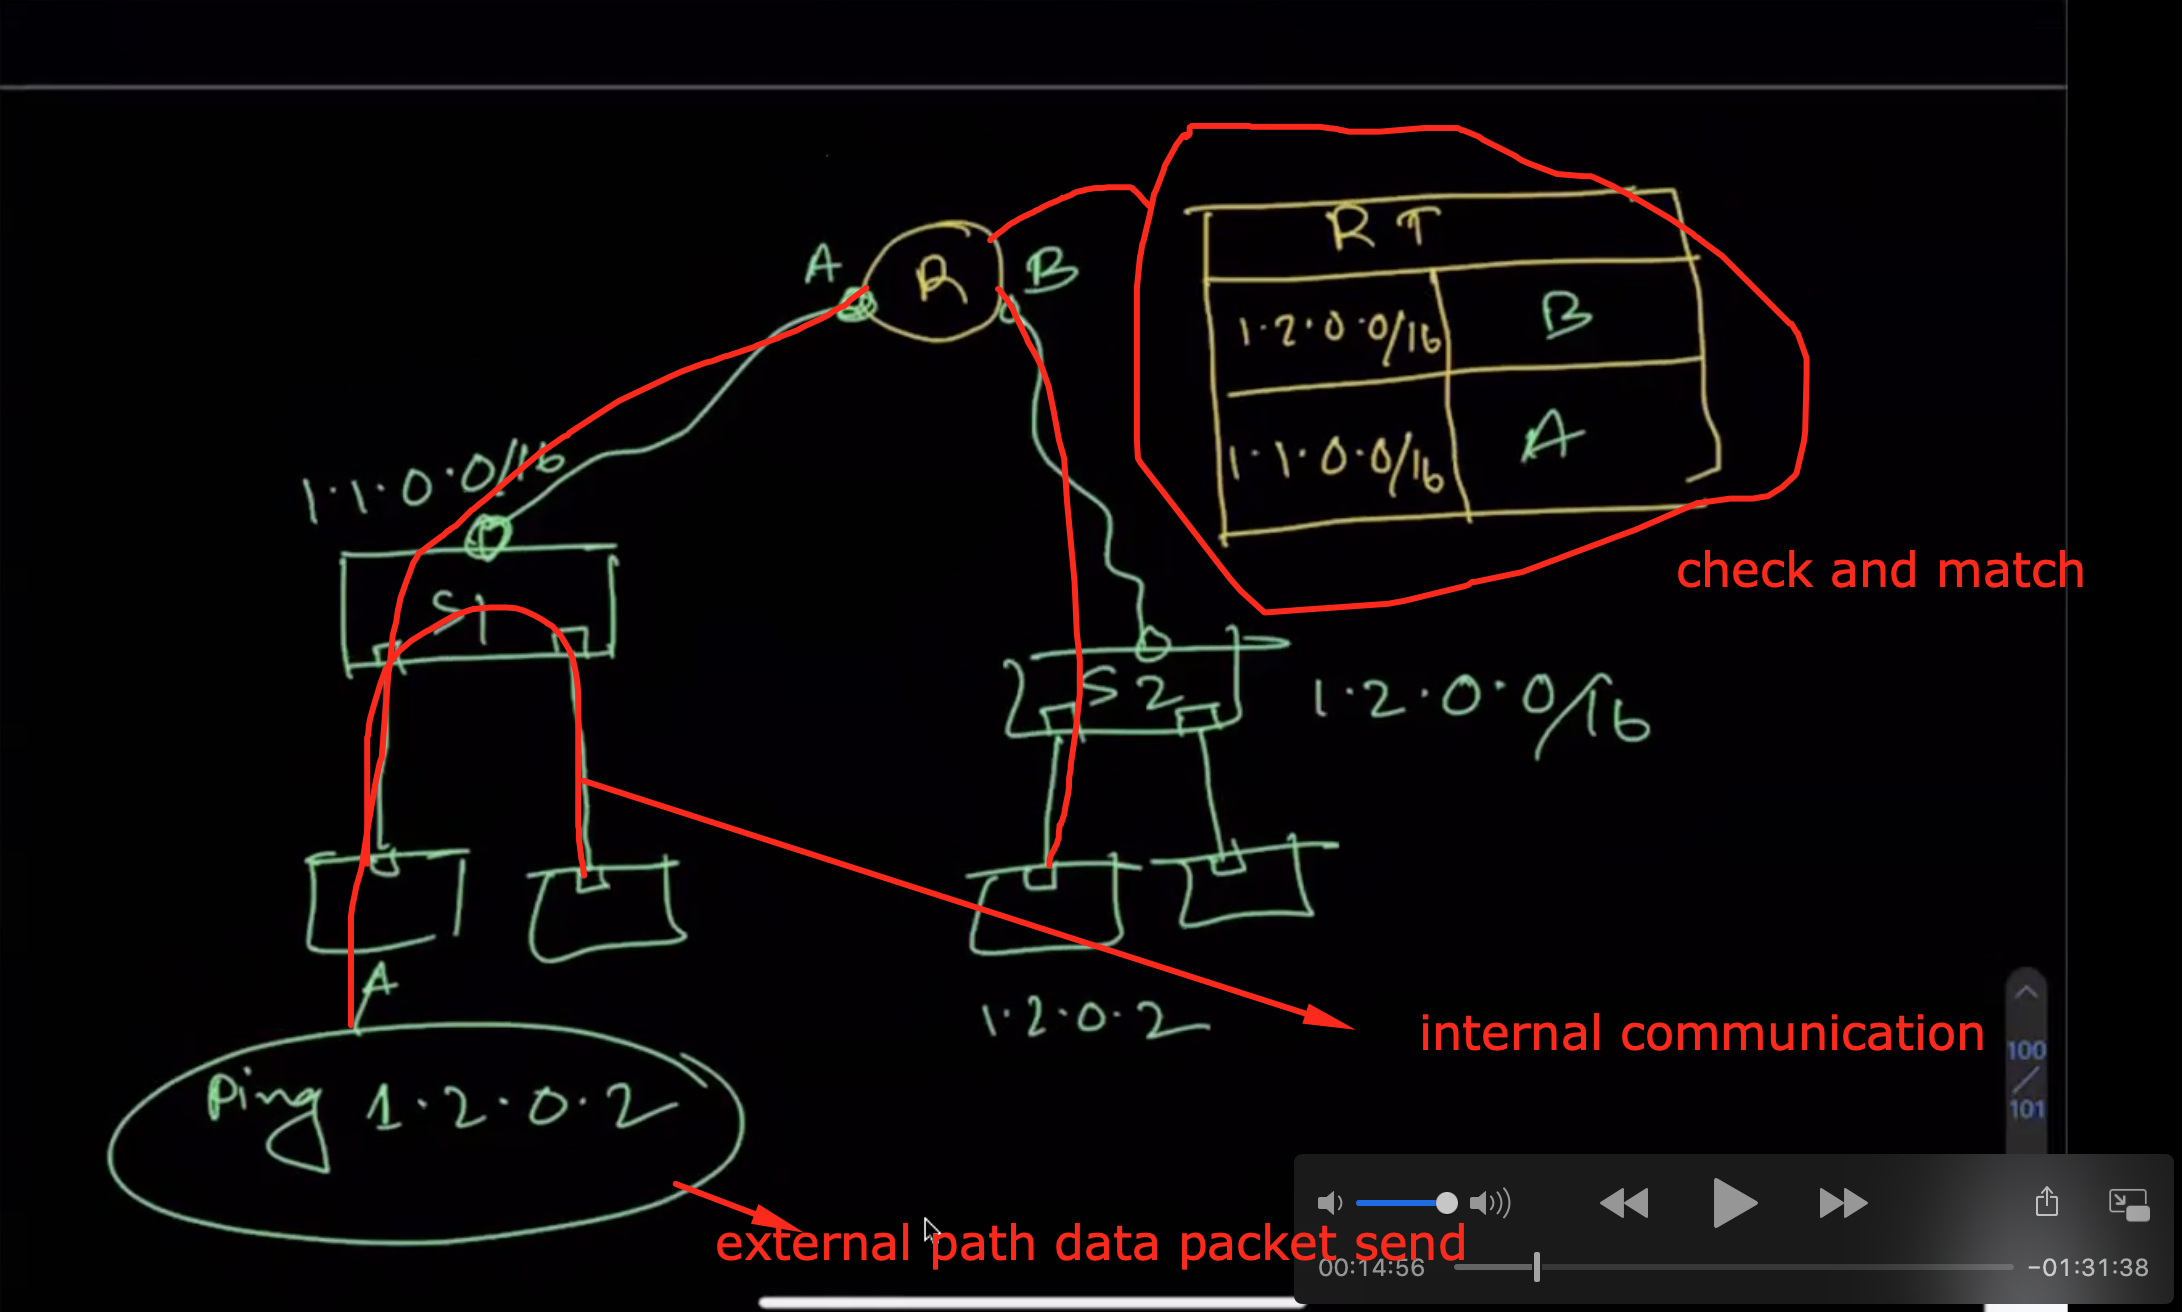 R T
A
R
B
1.2.0.0/16
B
1.1.0.0/16
A
1.1.0.0/16
check and match
S1
S2
1.2.0.0/16
A
1.2.0.2
internal communication
100
/
101
Ping 1.2.0.2
external path data packet send
00:14:56
-01:31:38